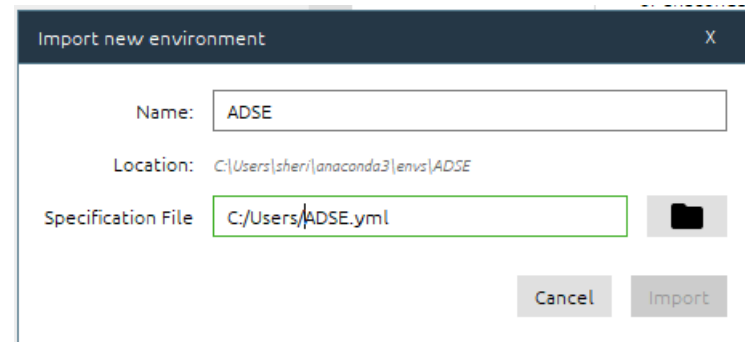 Import new environment X
Name: ADSE
Location: C:\Users\sheri\anaconda3\envs\ADSE
Specification File C:/Users/ADSE.yml
Cancel Import